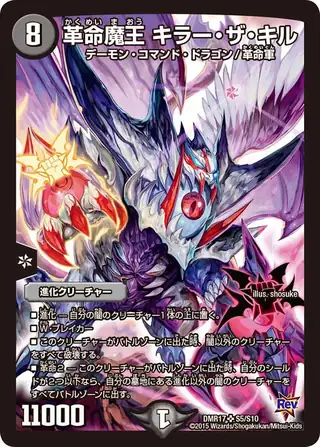 8
かくめい まおう
革命魔王 キラー・ザ・キル
かくめいぐん
デーモン・コマンド・ドラゴン / 革命軍
illus. shosuke
進化クリーチャー
■ 進化—自分の闇のクリーチャー1体の上に置く。
■ W・ブレイカー
■ このクリーチャーがバトルゾーンに出た時、闇以外のクリーチャーを
すべて破壊する。
■ 革命2—このクリーチャーがバトルゾーンに出た時、自分のシール
ドが2つ以下なら、自分の墓地にある進化以外の闇のクリーチャーを
すべてバトルゾーンに出す。
Rev
11000
DMR17 S5/S10
©2015 Wizards/Shogakukan/Mitsui-Kids